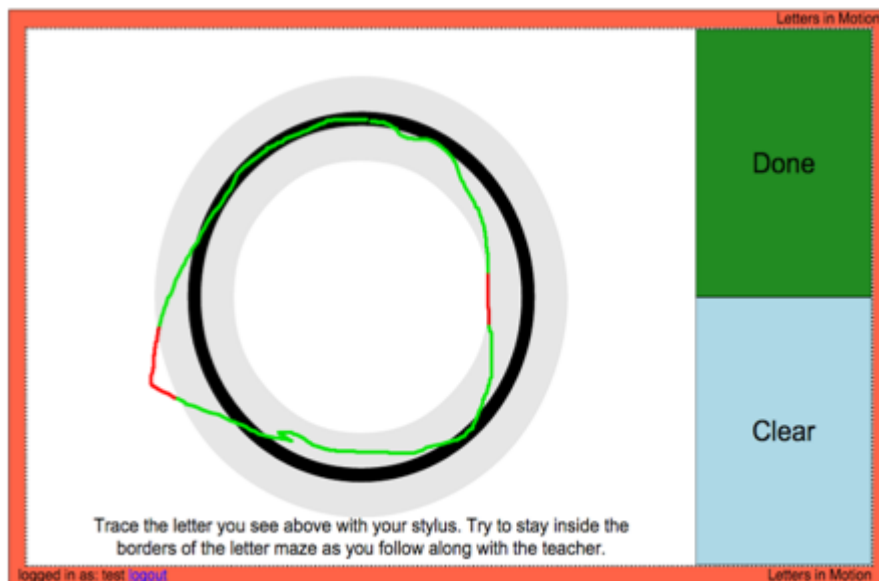 Letters in Motion
Done
Clear
Trace the letter you see above with your stylus. Try to stay inside the
borders of the letter maze as you follow along with the teacher.
logged in as: test logout
Letters in Motion